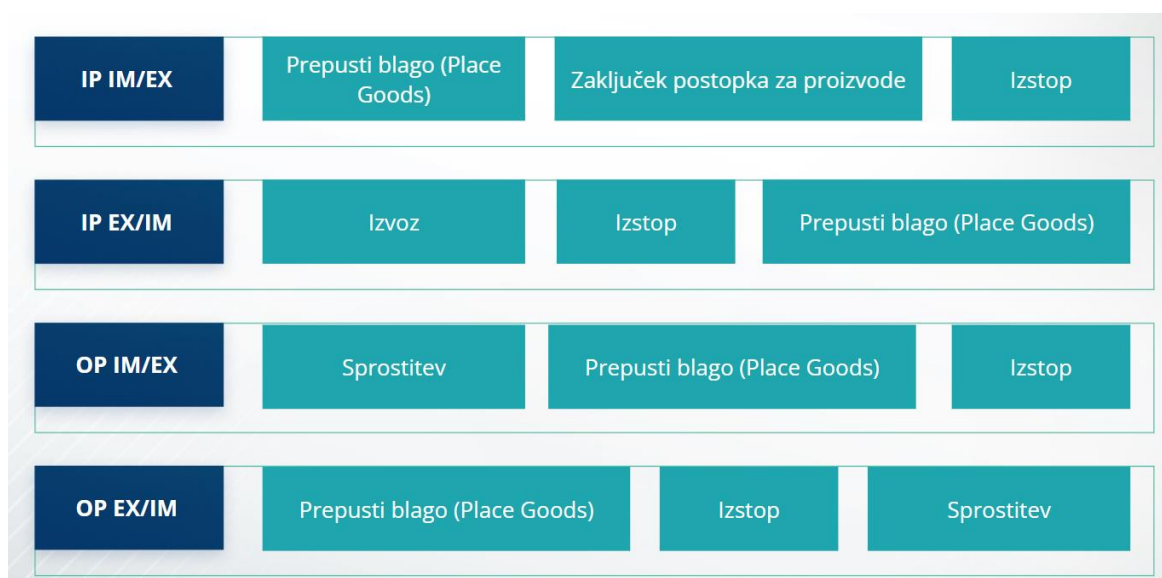 IP IM/EX
Prepusti blago (Place
Goods)
Zaključek postopka za proizvode
Izstop
IP EX/IM
Izvoz
Izstop
Prepusti blago (Place Goods)
OP IM/EX
Sprostitev
Prepusti blago (Place Goods)
Izstop
OP EX/IM
Prepusti blago (Place Goods)
Izstop
Sprostitev